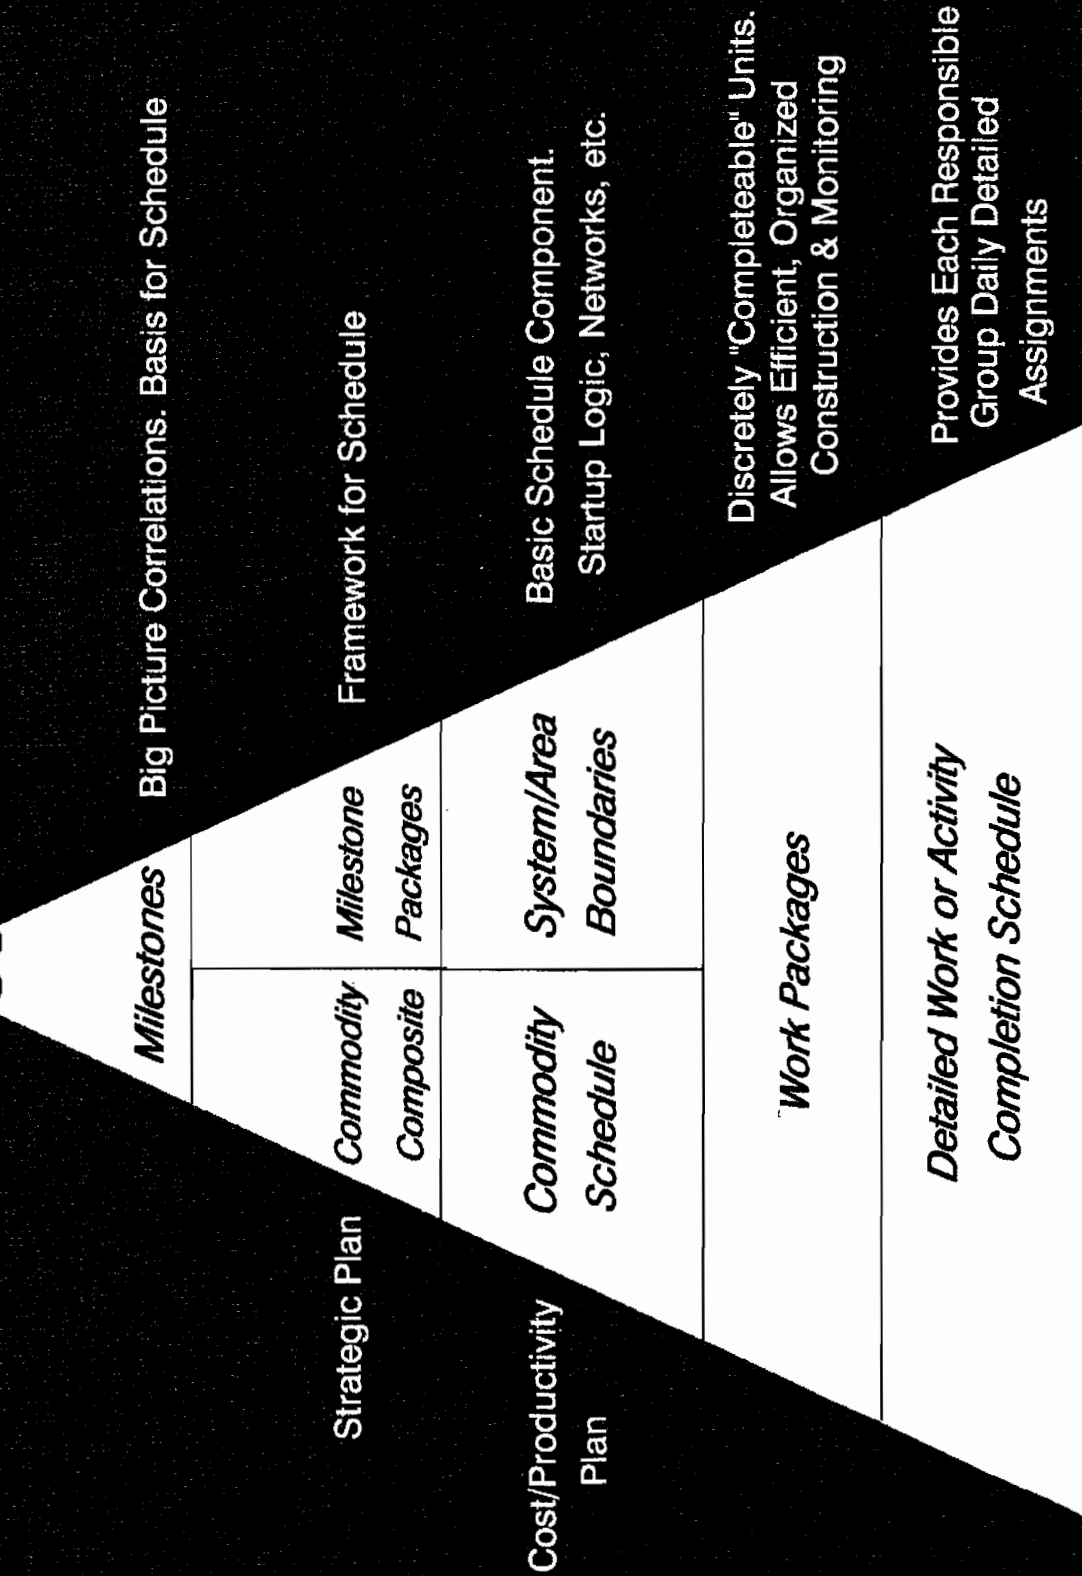 Milestones
Big Picture Correlations. Basis for Schedule
Strategic Plan
Commodity
Composite
Milestone
Packages
Framework for Schedule
Cost/Productivity
Plan
Commodity
Schedule
System/Area
Boundaries
Basic Schedule Component.
Startup Logic, Networks, etc.
Work Packages
Discretely "Completeable" Units.
Allows Efficient, Organized
Construction & Monitoring
Detailed Work or Activity
Completion Schedule
Provides Each Responsible
Group Daily Detailed
Assignments